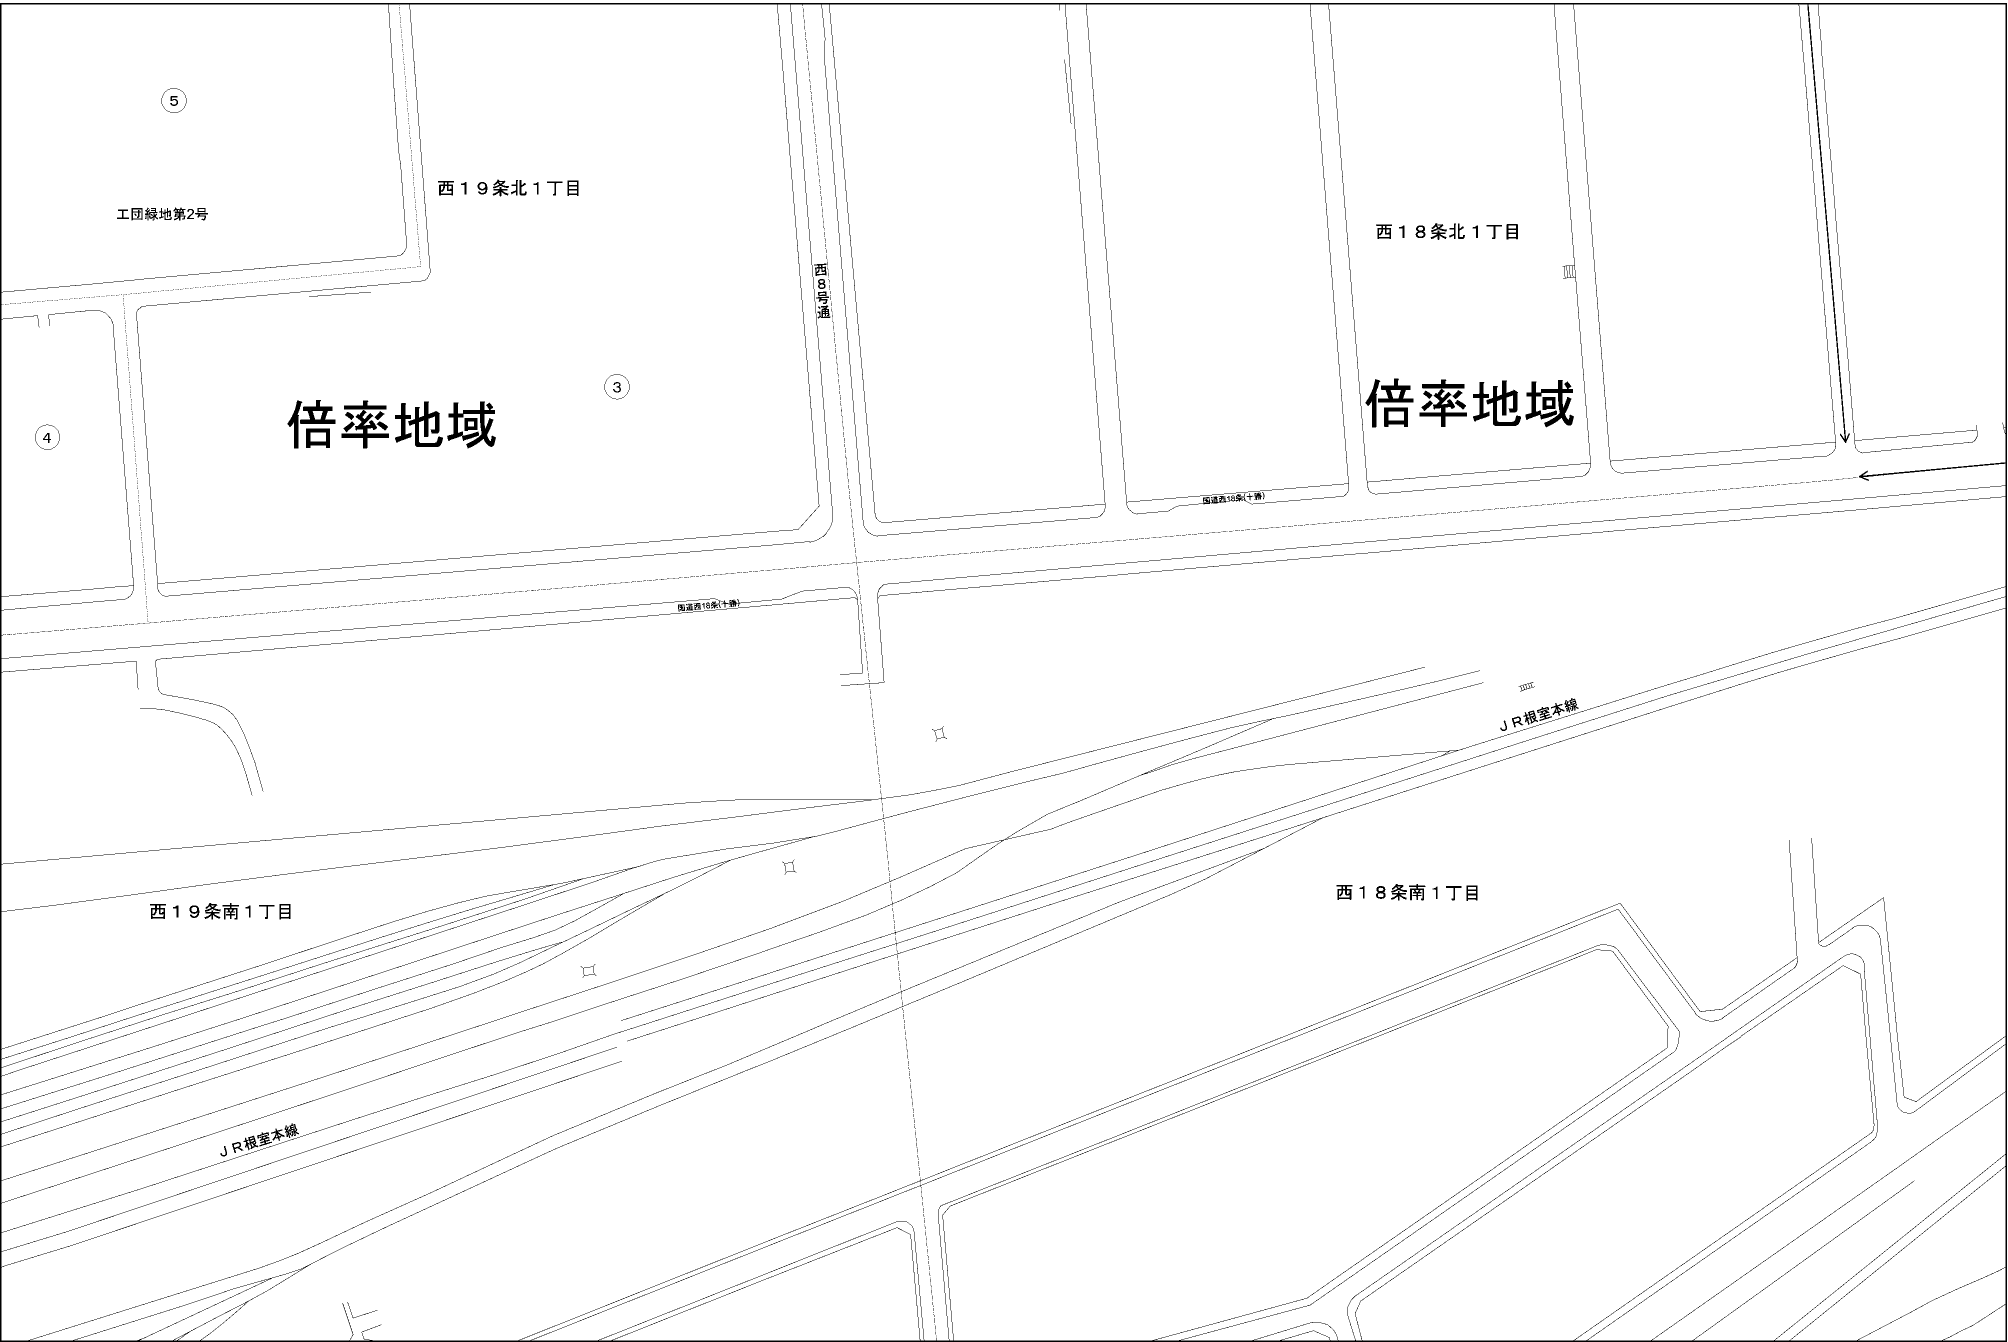 5
西１９条北１丁目
工団緑地第2号
西１８条北１丁目
西8号通
3
倍率地域
倍率地域
4
国道西18条(十勝)
国道西18条(十勝)
ＪＲ根室本線
西１８条南１丁目
西１９条南１丁目
ＪＲ根室本線